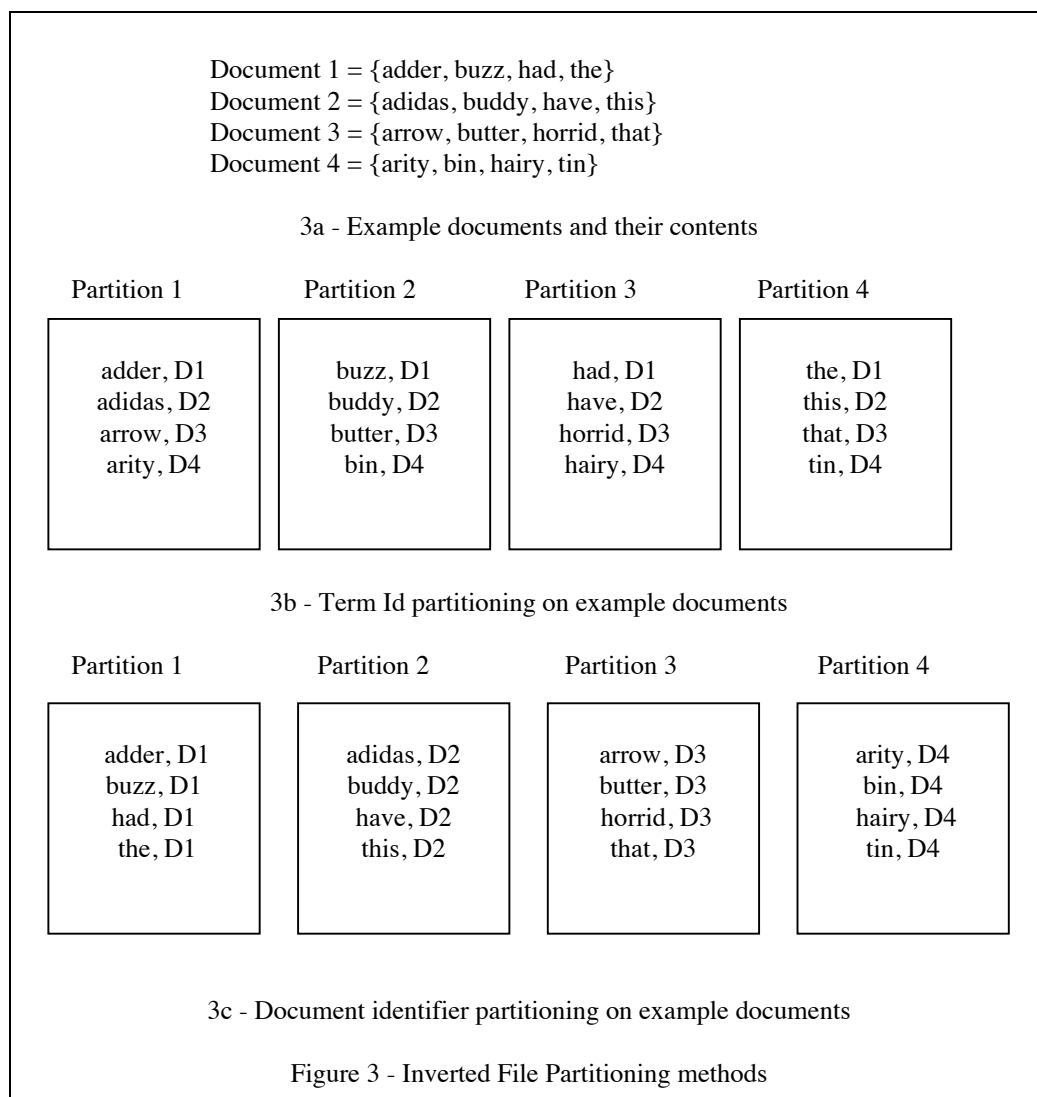 Document 1 = {adder, buzz, had, the}
Document 2 = {adidas, buddy, have, this}
Document 3 = {arrow, butter, horrid, that}
Document 4 = {arity, bin, hairy, tin}
3a - Example documents and their contents
Partition 1 Partition 2 Partition 3 Partition 4
adder, D1 buzz, D1 had, D1 the, D1
adidas, D2 buddy, D2 have, D2 this, D2
arrow, D3 butter, D3 horrid, D3 that, D3
arity, D4 bin, D4 hairy, D4 tin, D4
3b - Term Id partitioning on example documents
Partition 1 Partition 2 Partition 3 Partition 4
adder, D1 adidas, D2 arrow, D3 arity, D4
buzz, D1 buddy, D2 butter, D3 bin, D4
had, D1 have, D2 horrid, D3 hairy, D4
the, D1 this, D2 that, D3 tin, D4
3c - Document identifier partitioning on example documents
Figure 3 - Inverted File Partitioning methods